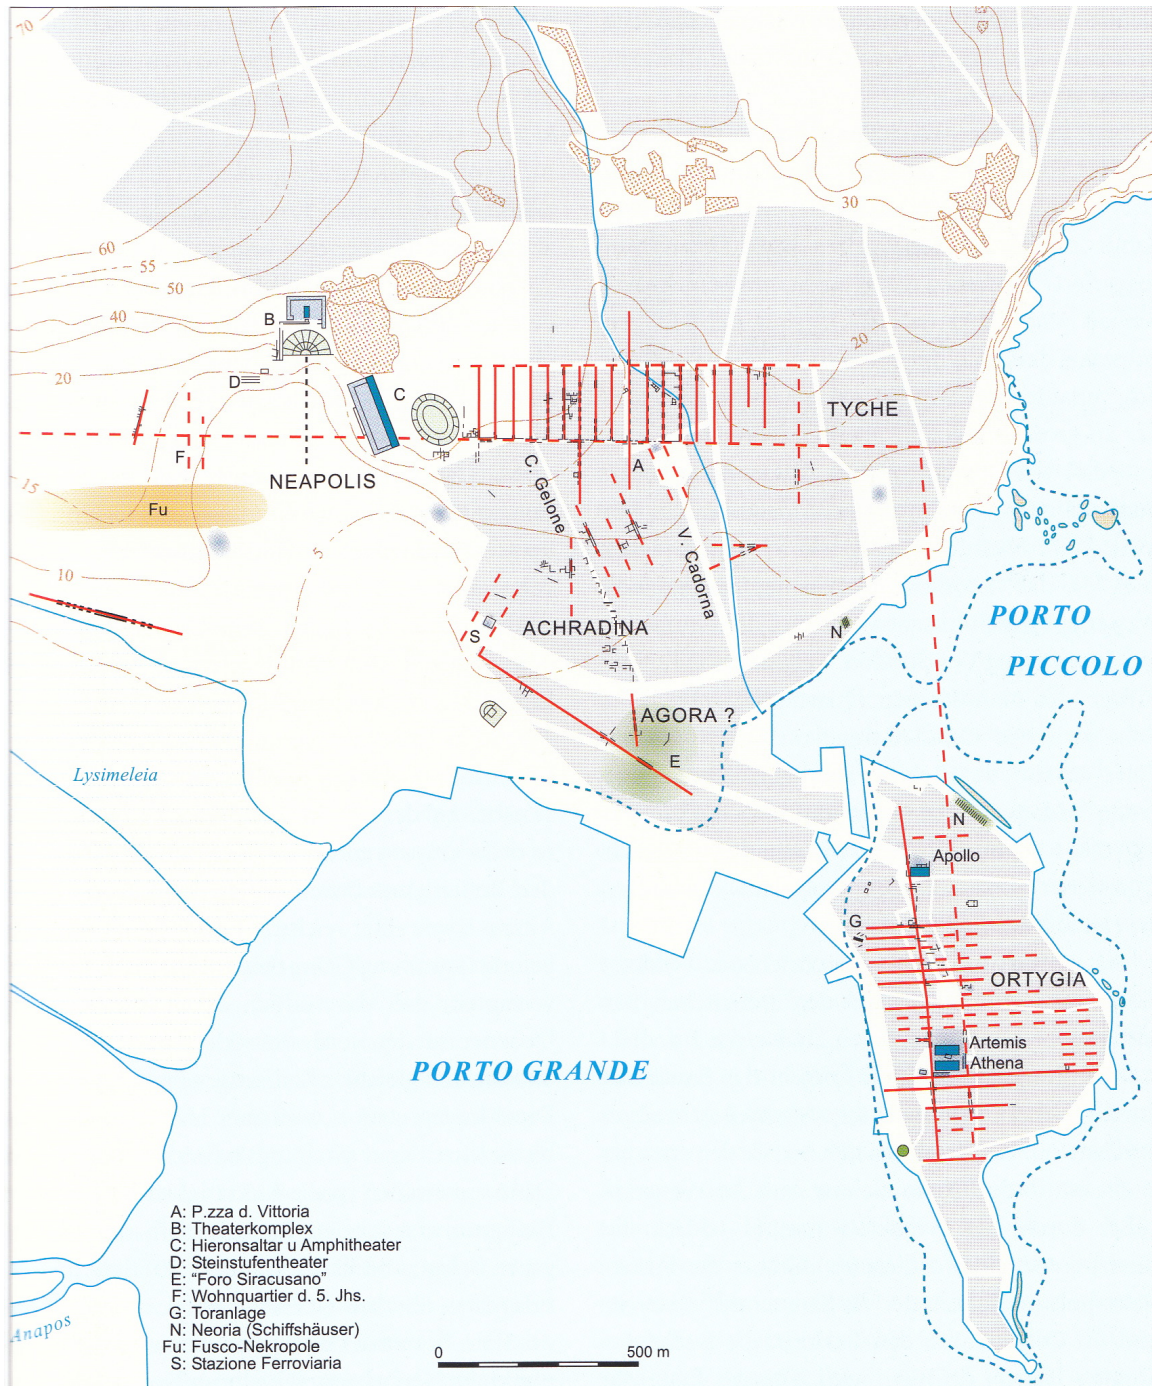 70
15
30
60
55
50
40
B
20
20
D
C
TYCHE
F
A
NEAPOLIS
C. Gelone
15
Fu
V. Cadorna
5
10
PORTO
N
ACHRADINA
S
PICCOLO
AGORA ?
E
Lysimeleia
N
Apollo
G
ORTYGIA
Artemis
Athena
PORTO GRANDE
A: P.zza d. Vittoria
B: Theaterkomplex
C: Hieronsaltar u Amphitheater
D: Steinstufentheater
E: “Foro Siracusano”
F: Wohnquartier d. 5. Jhs.
G: Toranlage
N: Neoria (Schiffshäuser)
Fu: Fusco-Nekropole
S: Stazione Ferroviaria
Anapos
0 500 m